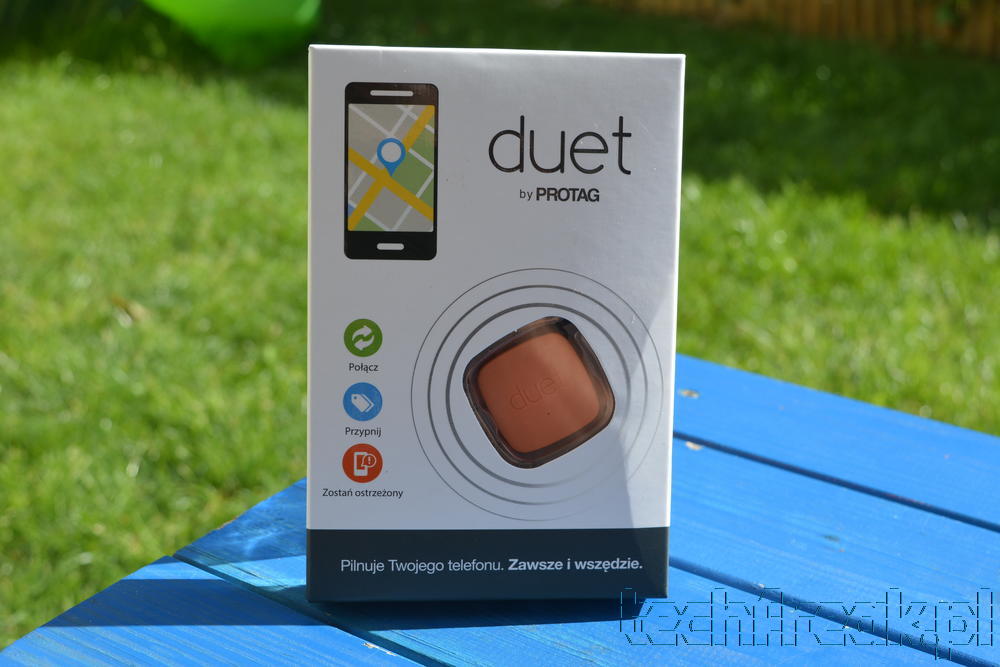 duet
by PROTAG
Połącz
Przypnij
Zostań ostrzeżony
duet
Pilnuje Twojego telefonu. Zawsze i wszędzie.
techfreak.pl